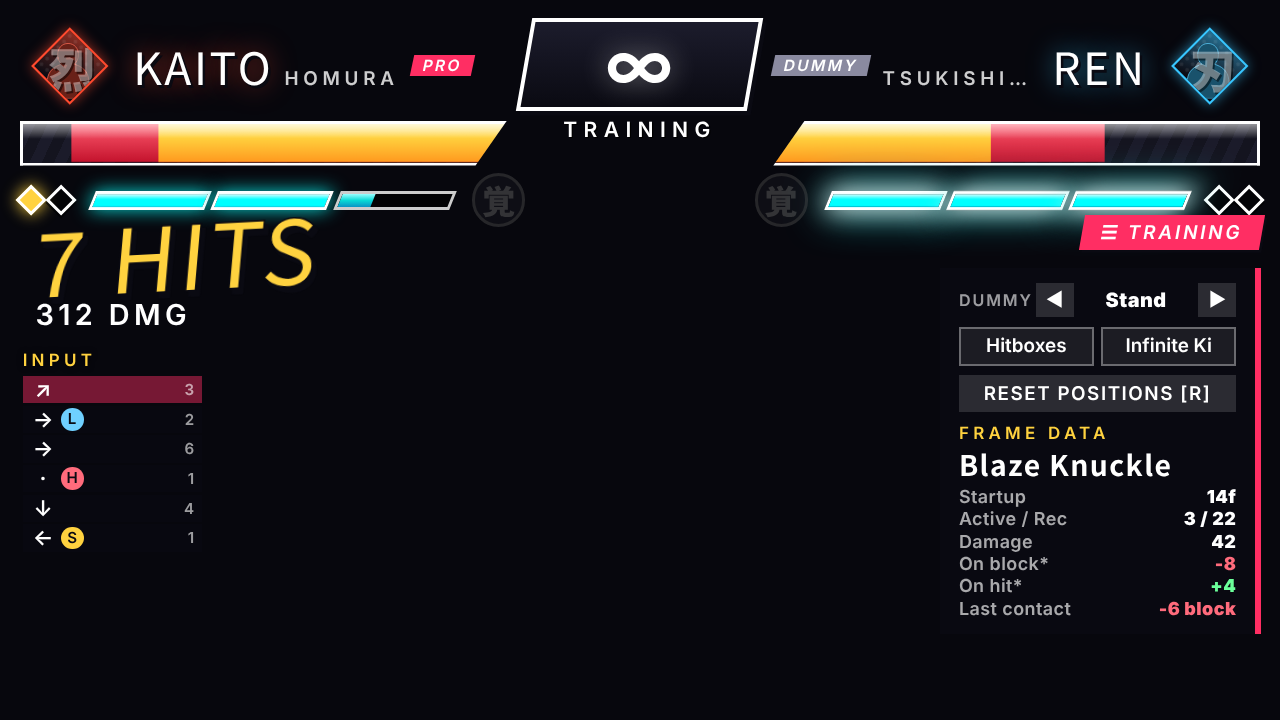 烈 KAITO HOMURA PRO
∞
TRAINING
DUMMY TSUKISHI… REN 刃
覚
覚
7 HITS
312 DMG
☰ TRAINING
INPUT
↗ 3
→ L 2
→ 6
· H 1
↓ 4
← S 1
DUMMY ◀ Stand ▶
Hitboxes Infinite Ki
RESET POSITIONS [R]
FRAME DATA
Blaze Knuckle
Startup 14f
Active / Rec 3 / 22
Damage 42
On block* -8
On hit* +4
Last contact -6 block